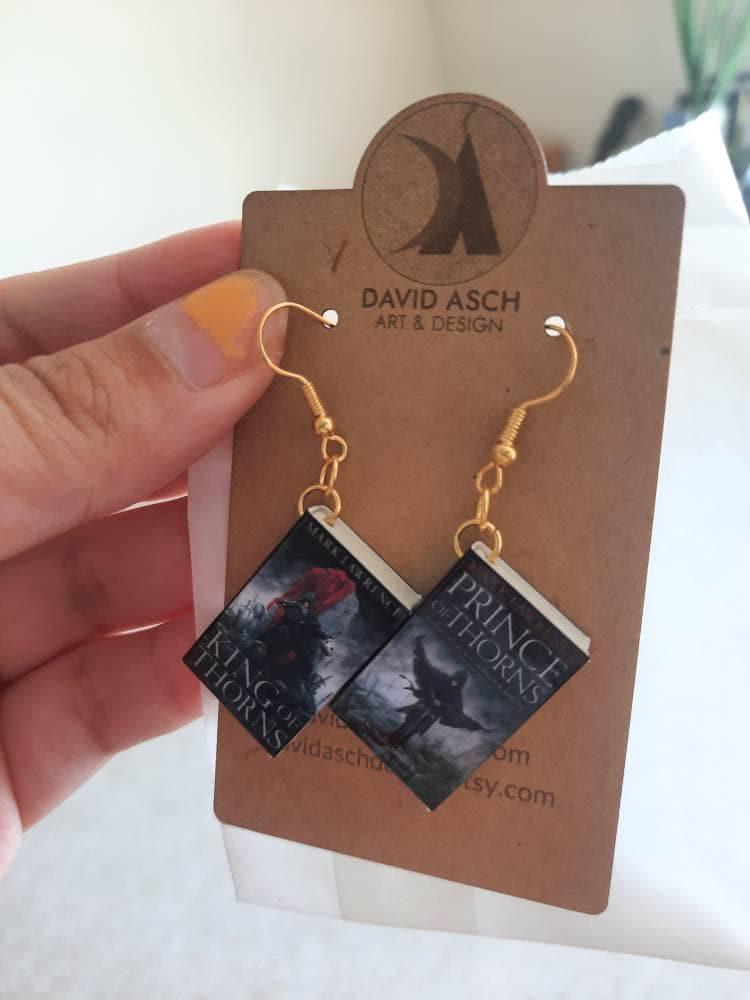 DAVID ASCH
ART & DESIGN
MARK LAWRENCE
KING OF
THORNS
PRINCE
OF THORNS